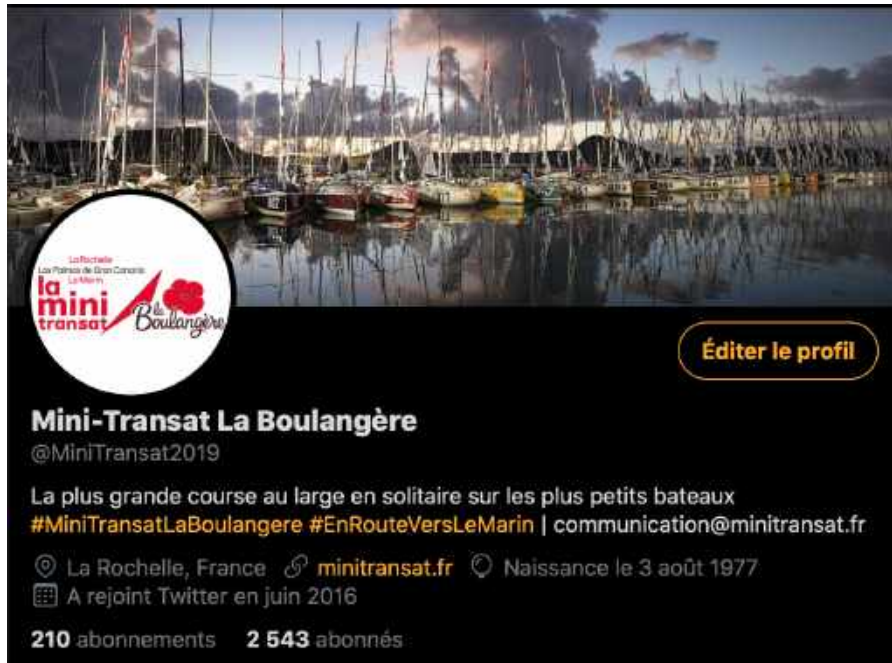 La Rochelle
Las Palmas de Gran Canaria
Le Marin
la
mini
transat
la
Boulangère
Éditer le profil
Mini-Transat La Boulangère
@MiniTransat2019
La plus grande course au large en solitaire sur les plus petits bateaux
#MiniTransatLaBoulangere #EnRouteVersLeMarin | communication@minitransat.fr
La Rochelle, France minitransat.fr Naissance le 3 août 1977
A rejoint Twitter en juin 2016
210 abonnements 2 543 abonnés